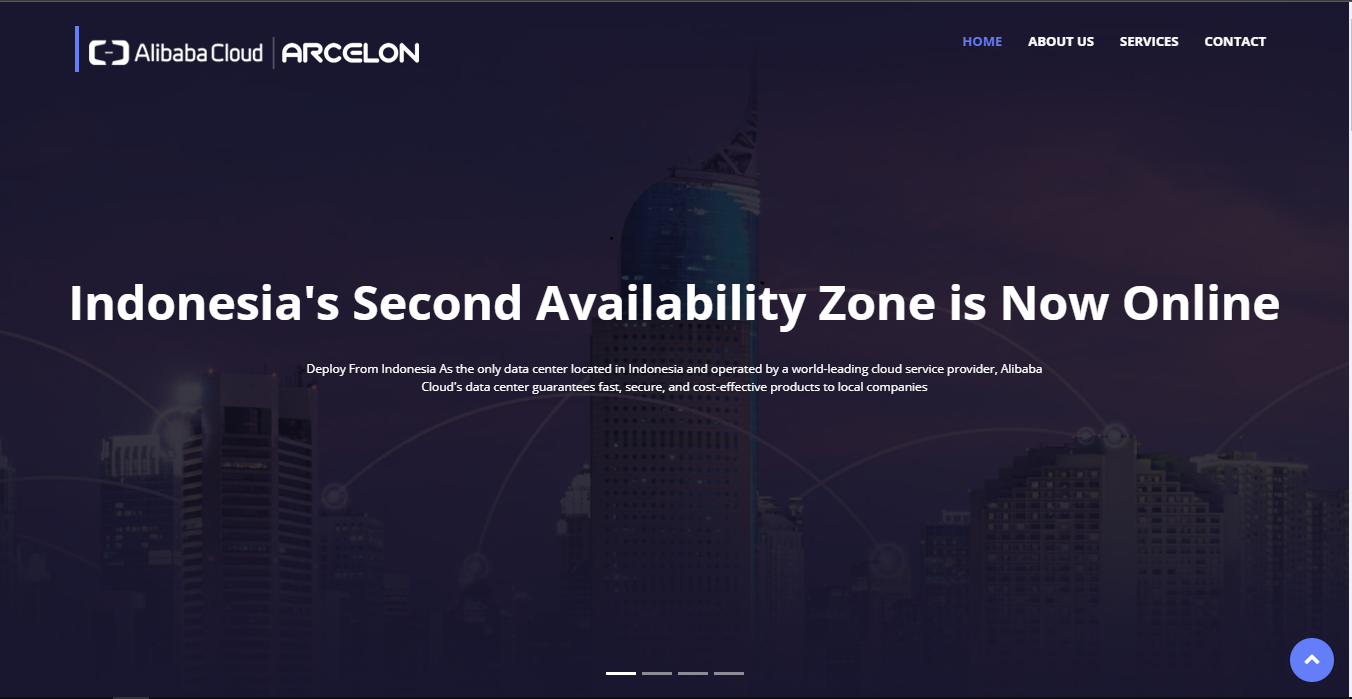 Alibaba Cloud | ARCELON
HOME ABOUT US SERVICES CONTACT
Indonesia's Second Availability Zone is Now Online
Deploy From Indonesia As the only data center located in Indonesia and operated by a world-leading cloud service provider, Alibaba
Cloud's data center guarantees fast, secure, and cost-effective products to local companies